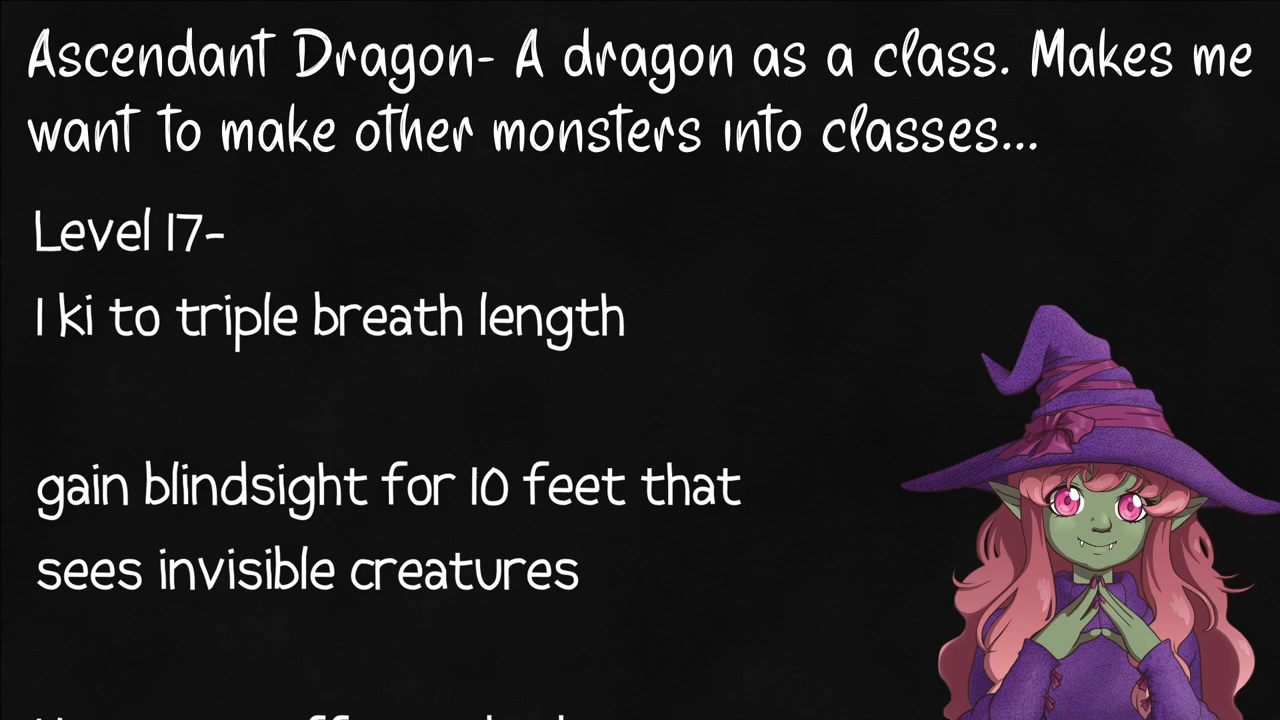 Ascendant Dragon- A dragon as a class. Makes me
want to make other monsters into classes...
Level 17-
1 ki to triple breath length
gain blindsight for 10 feet that
sees invisible creatures